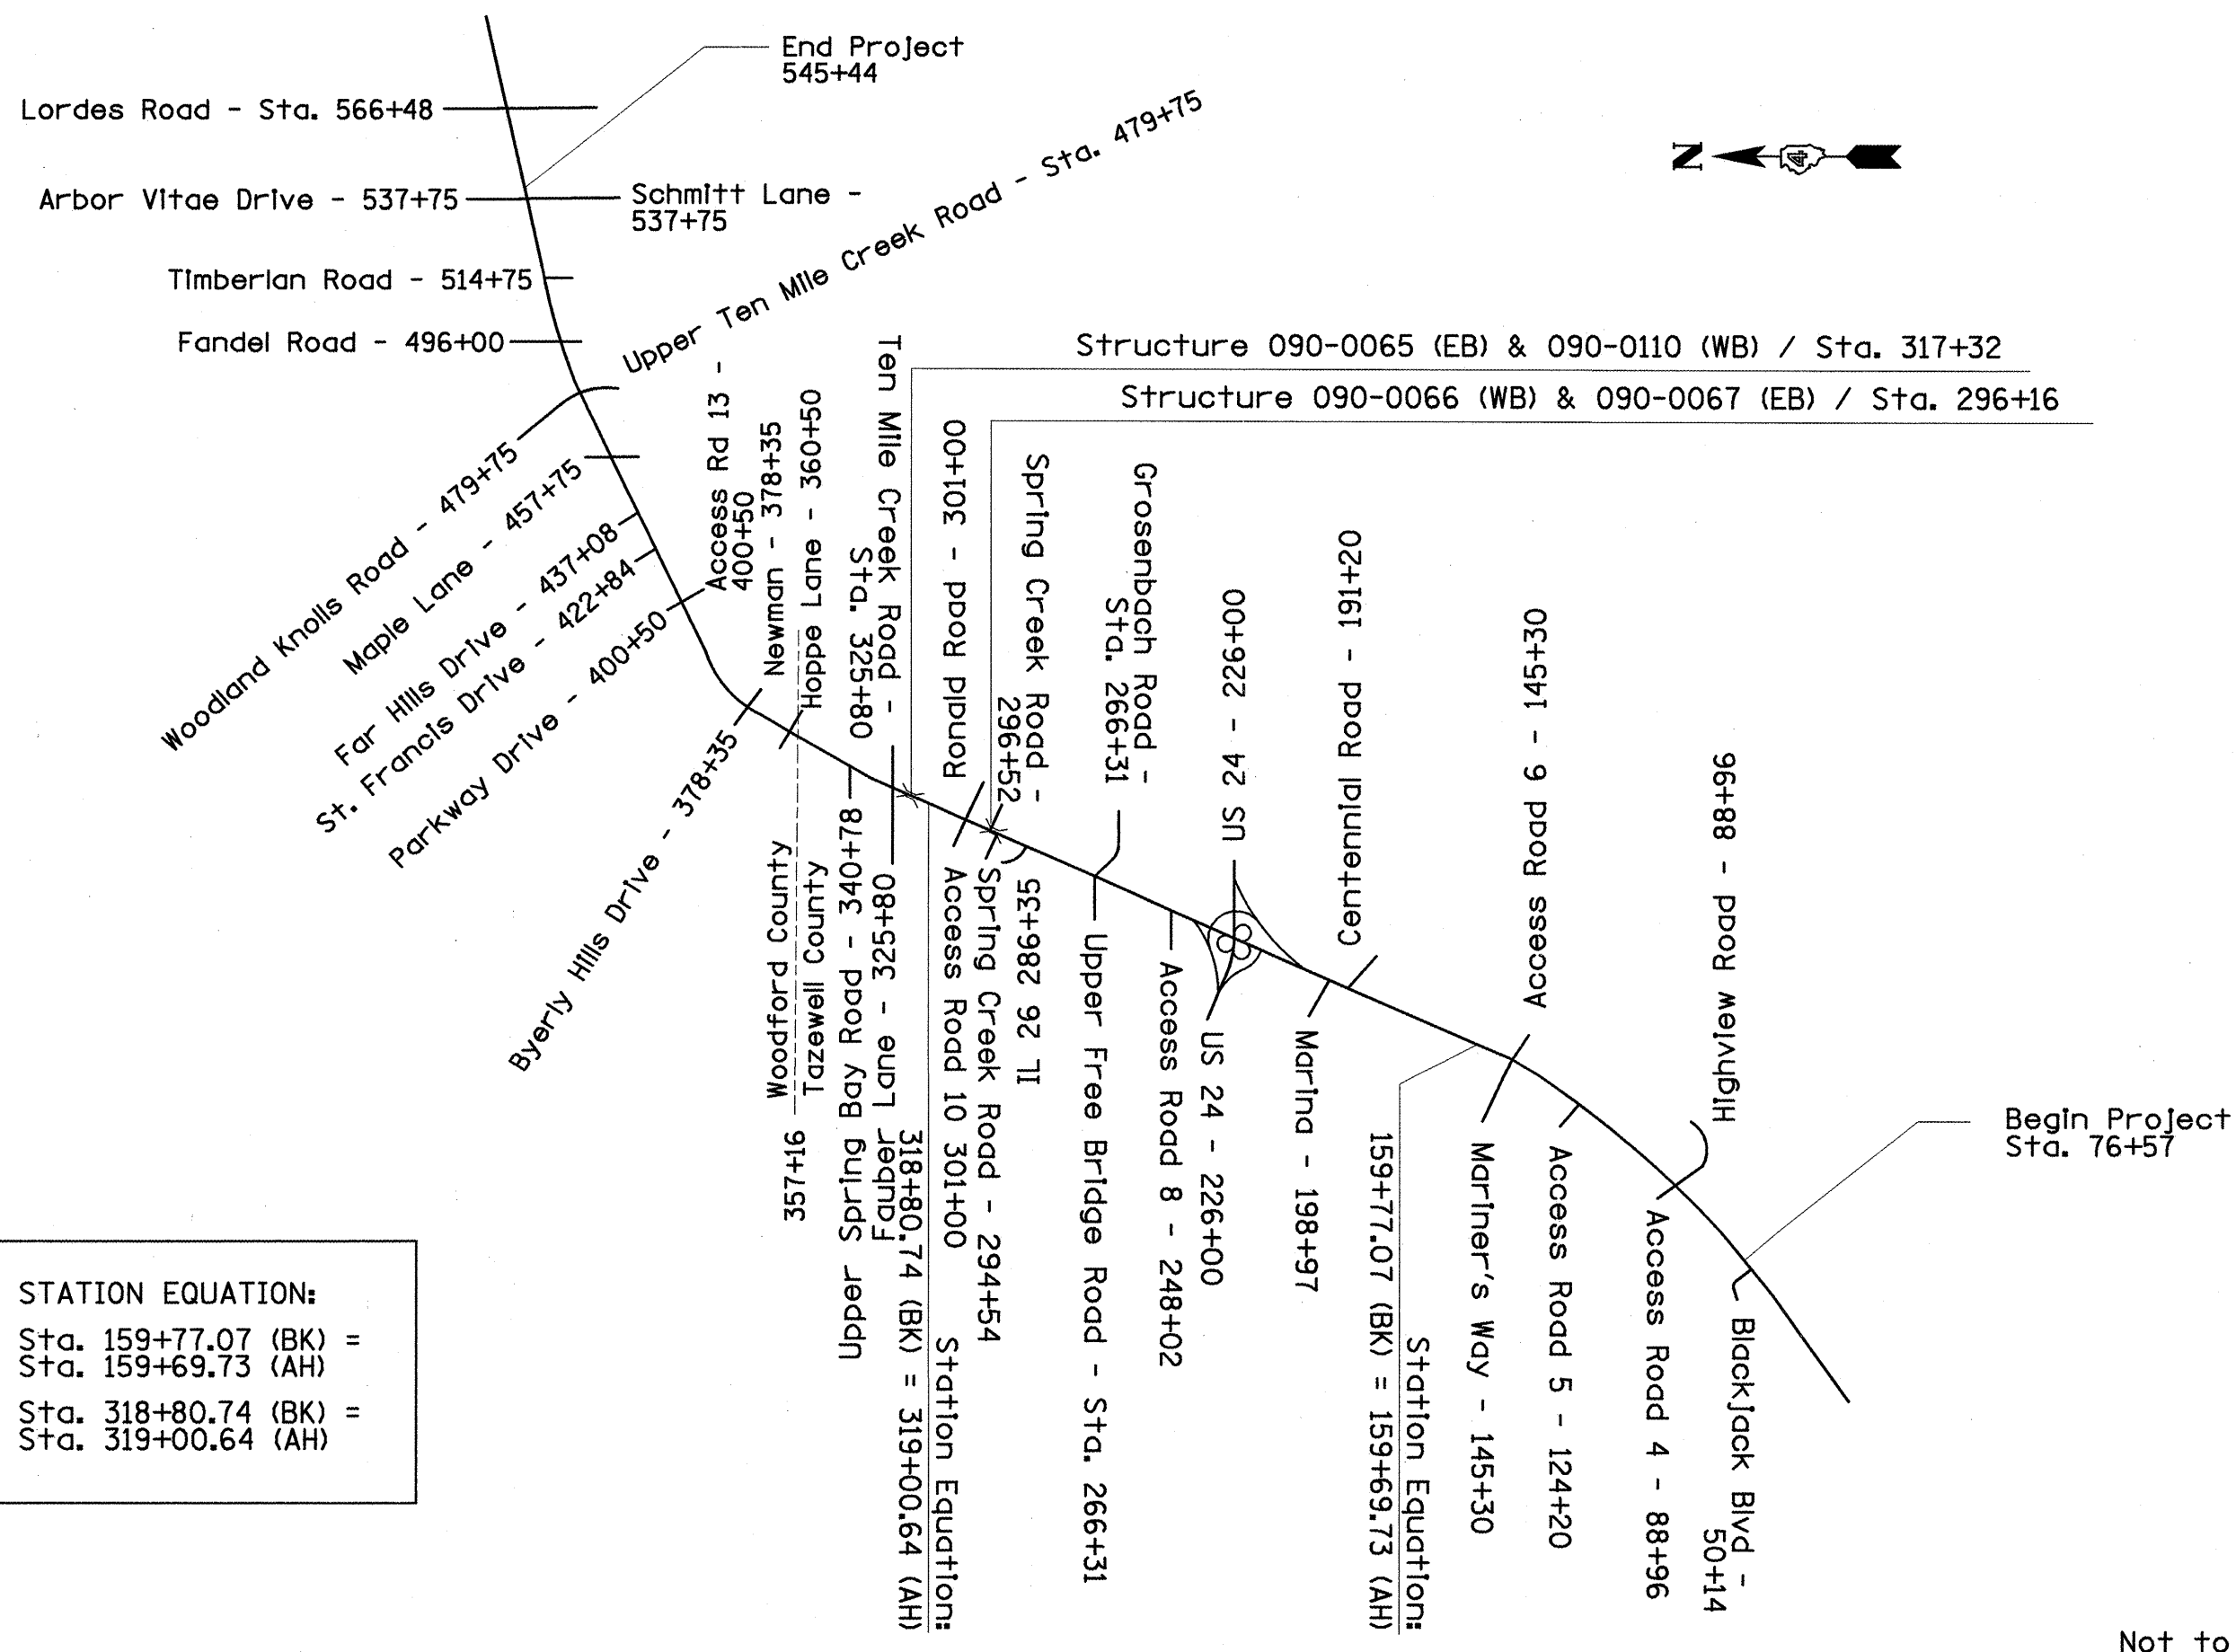 End Project
545+44
Lordes Road - Sta. 566+48
Arbor Vitae Drive - 537+75
Schmitt Lane -
537+75
Upper Ten Mile Creek Road - Sta. 479+75
N
4
Timberlan Road - 514+75
Fandel Road - 496+00
Structure 090-0065 (EB) & 090-0110 (WB) / Sta. 317+32
Structure 090-0066 (WB) & 090-0067 (EB) / Sta. 296+16
Woodland Knolls Road - 479+75
Maple Lane - 457+75
Far Hills Drive - 437+08
St. Francis Drive - 422+84
Parkway Drive - 400+50
Access Rd 13 -
400+50
Newman - 378+35
Byerly Hills Drive - 378+35
Hoppe Lane - 360+50
Woodford County
Tazewell County
357+16
Upper Spring Bay Road - 340+78
Ten Mile Creek Road -
Sta. 325+80
Fauber Lane - 325+80
Station Equation:
318+80.74 (BK) = 319+00.64 (AH)
Ronald Road - 301+00
Access Road 10 301+00
Spring Creek Road -
296+52
Spring Creek Road - 294+54
IL 26 286+35
Grosenbach Road -
Sta. 266+31
Upper Free Bridge Road - Sta. 266+31
Access Road 8 - 248+02
US 24 - 226+00
US 24 - 226+00
Marina - 198+97
Centennial Road - 191+20
Station Equation:
159+77.07 (BK) = 159+69.73 (AH)
Access Road 6 - 145+30
Mariner's Way - 145+30
Access Road 5 - 124+20
Highview Road - 88+96
Access Road 4 - 88+96
Begin Project
Sta. 76+57
Blackjack Blvd -
50+14
STATION EQUATION:
Sta. 159+77.07 (BK) =
Sta. 159+69.73 (AH)
Sta. 318+80.74 (BK) =
Sta. 319+00.64 (AH)
Not to